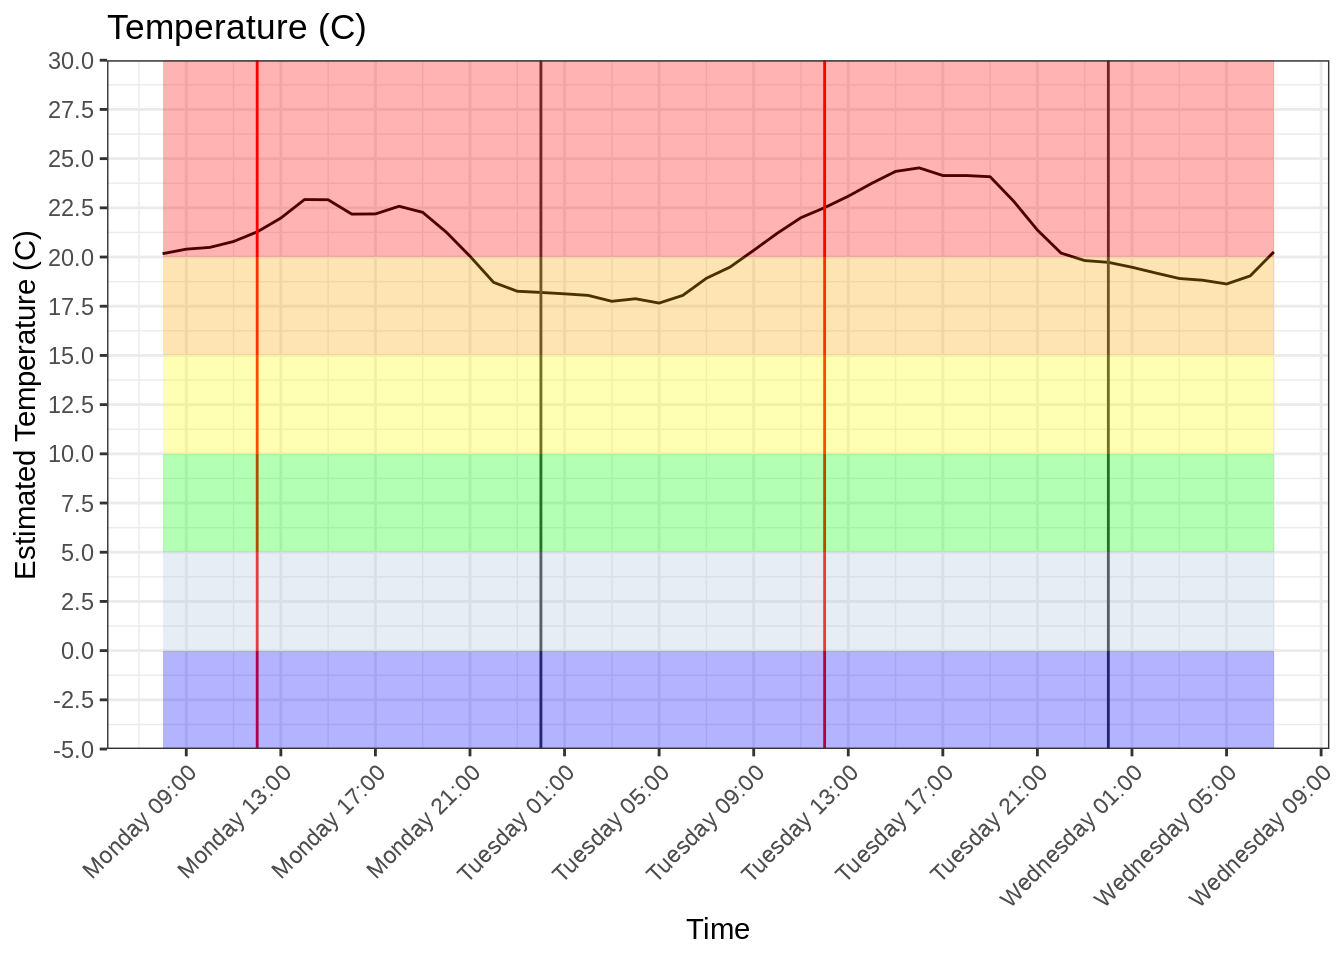 Temperature (C)
Estimated Temperature (C)
30.0
27.5
25.0
22.5
20.0
17.5
15.0
12.5
10.0
7.5
5.0
2.5
0.0
-2.5
-5.0
Monday 09:00
Monday 13:00
Monday 17:00
Monday 21:00
Tuesday 01:00
Tuesday 05:00
Tuesday 09:00
Tuesday 13:00
Tuesday 17:00
Tuesday 21:00
Wednesday 01:00
Wednesday 05:00
Wednesday 09:00
Time